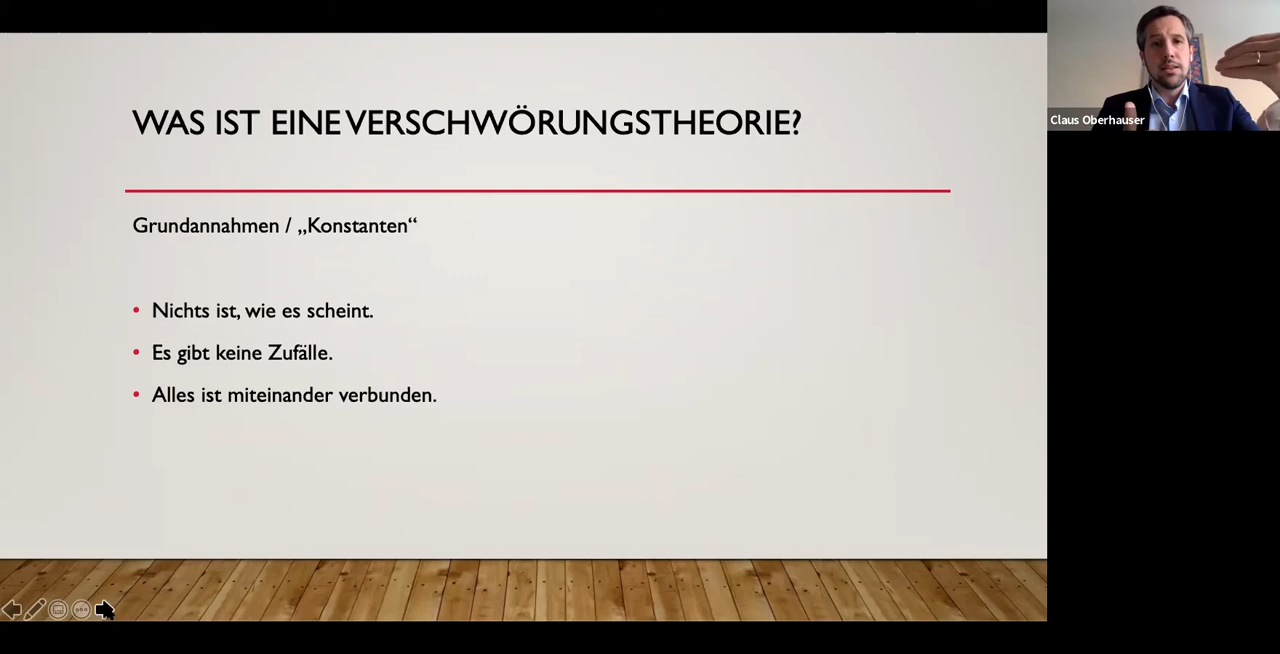 WAS IST EINE VERSCHWÖRUNGSTHEORIE?
Grundannahmen / „Konstanten“
• Nichts ist, wie es scheint.
• Es gibt keine Zufälle.
• Alles ist miteinander verbunden.
Claus Oberhauser